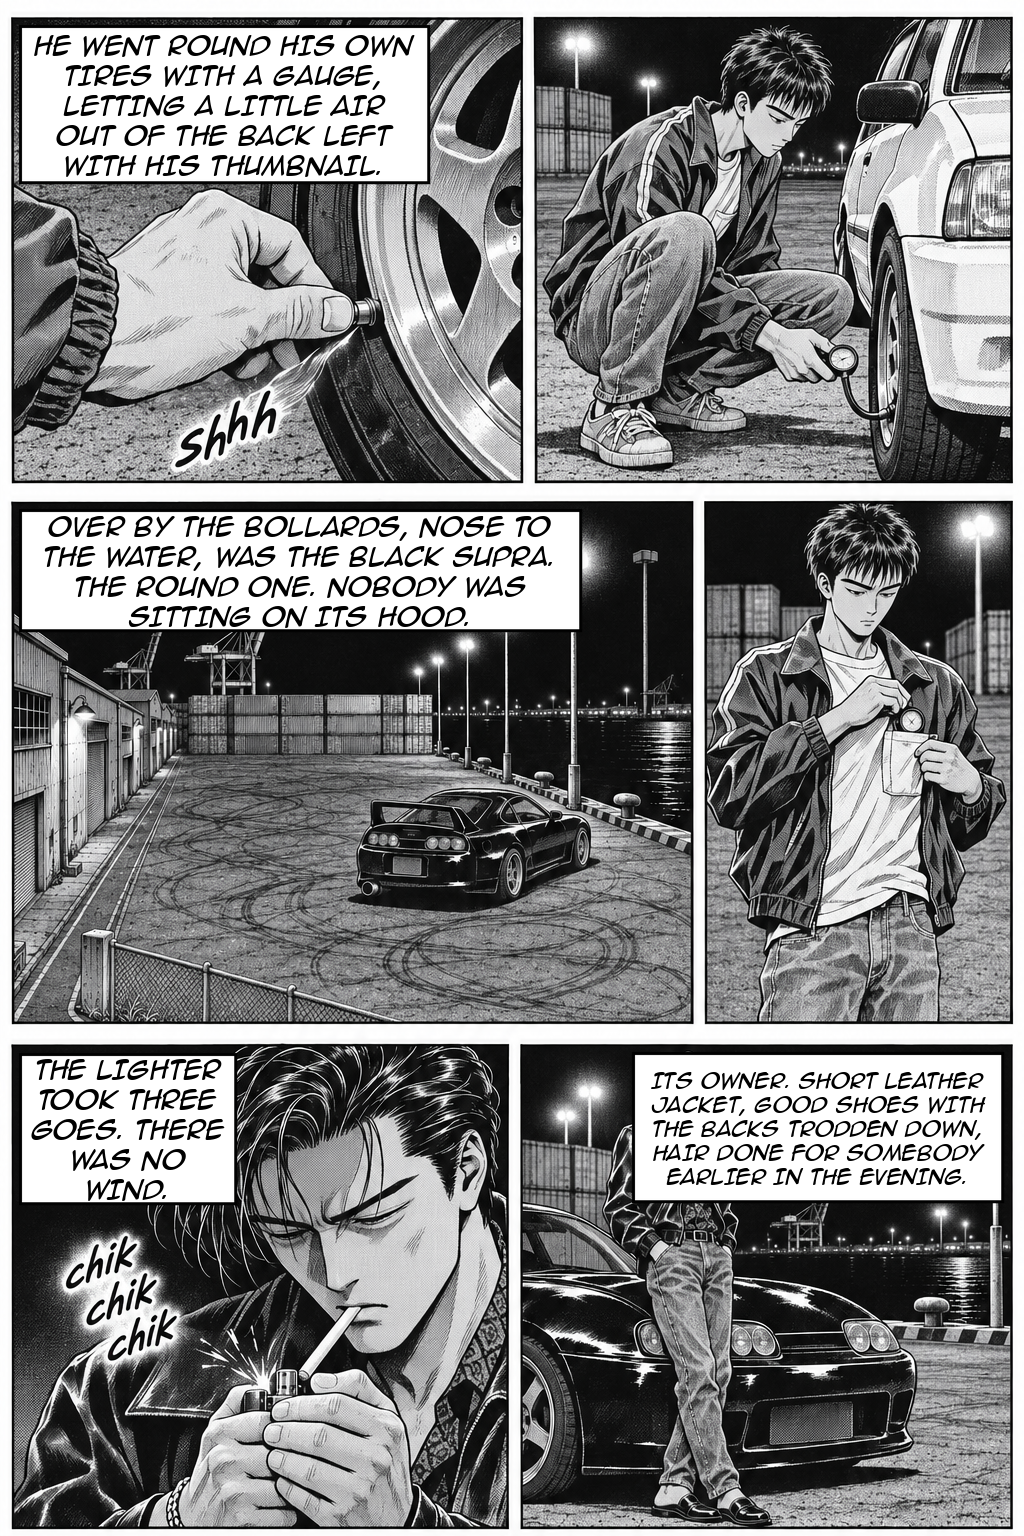 HE WENT ROUND HIS OWN
TIRES WITH A GAUGE,
LETTING A LITTLE AIR
OUT OF THE BACK LEFT
WITH HIS THUMBNAIL.
Shhh
OVER BY THE BOLLARDS, NOSE TO
THE WATER, WAS THE BLACK SUPRA.
THE ROUND ONE. NOBODY WAS
SITTING ON ITS HOOD.
THE LIGHTER
TOOK THREE
GOES. THERE
WAS NO
WIND.
chik
chik
chik
ITS OWNER. SHORT LEATHER
JACKET, GOOD SHOES WITH
THE BACKS TRODDEN DOWN,
HAIR DONE FOR SOMEBODY
EARLIER IN THE EVENING.